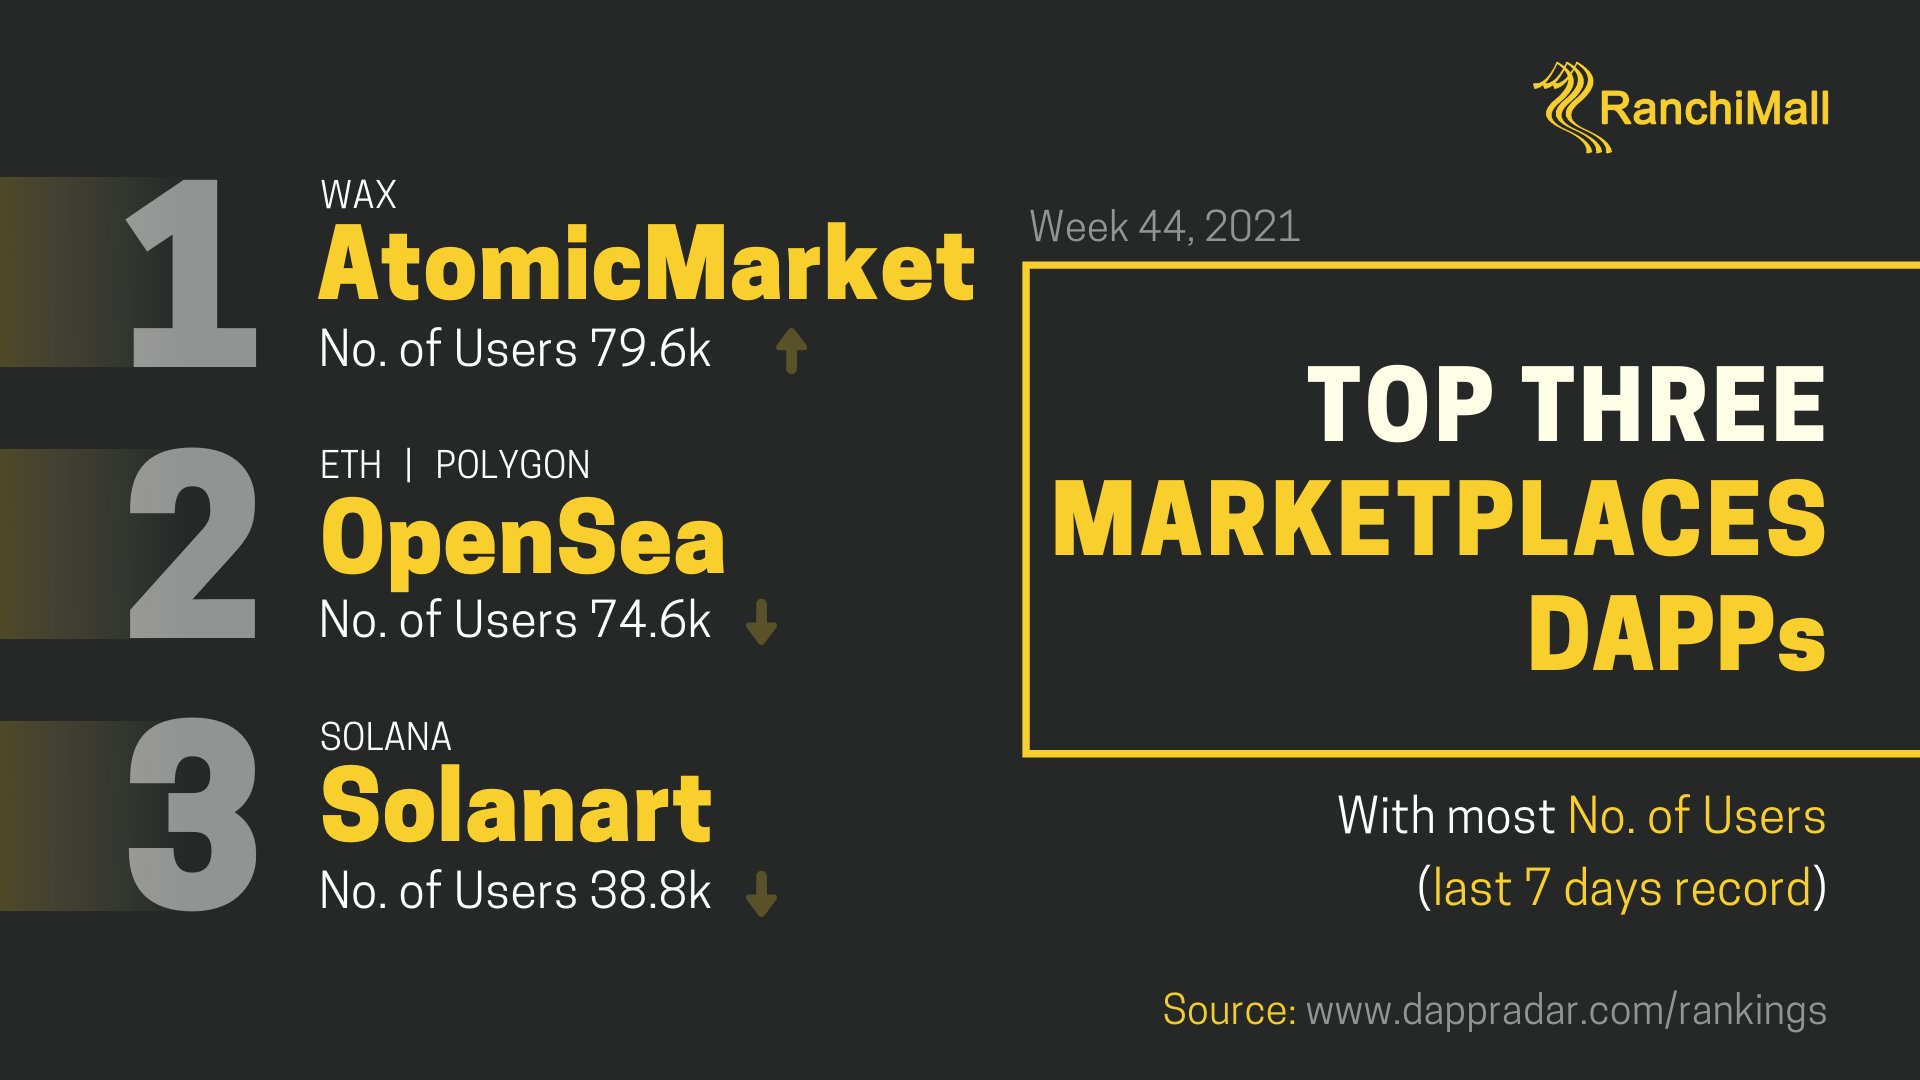 RanchiMall
1
WAX
AtomicMarket
No. of Users 79.6k
2
ETH | POLYGON
OpenSea
No. of Users 74.6k
3
SOLANA
Solanart
No. of Users 38.8k
Week 44, 2021
TOP THREE
MARKETPLACES
DAPPs
With most No. of Users
(last 7 days record)
Source: www.dappradar.com/rankings